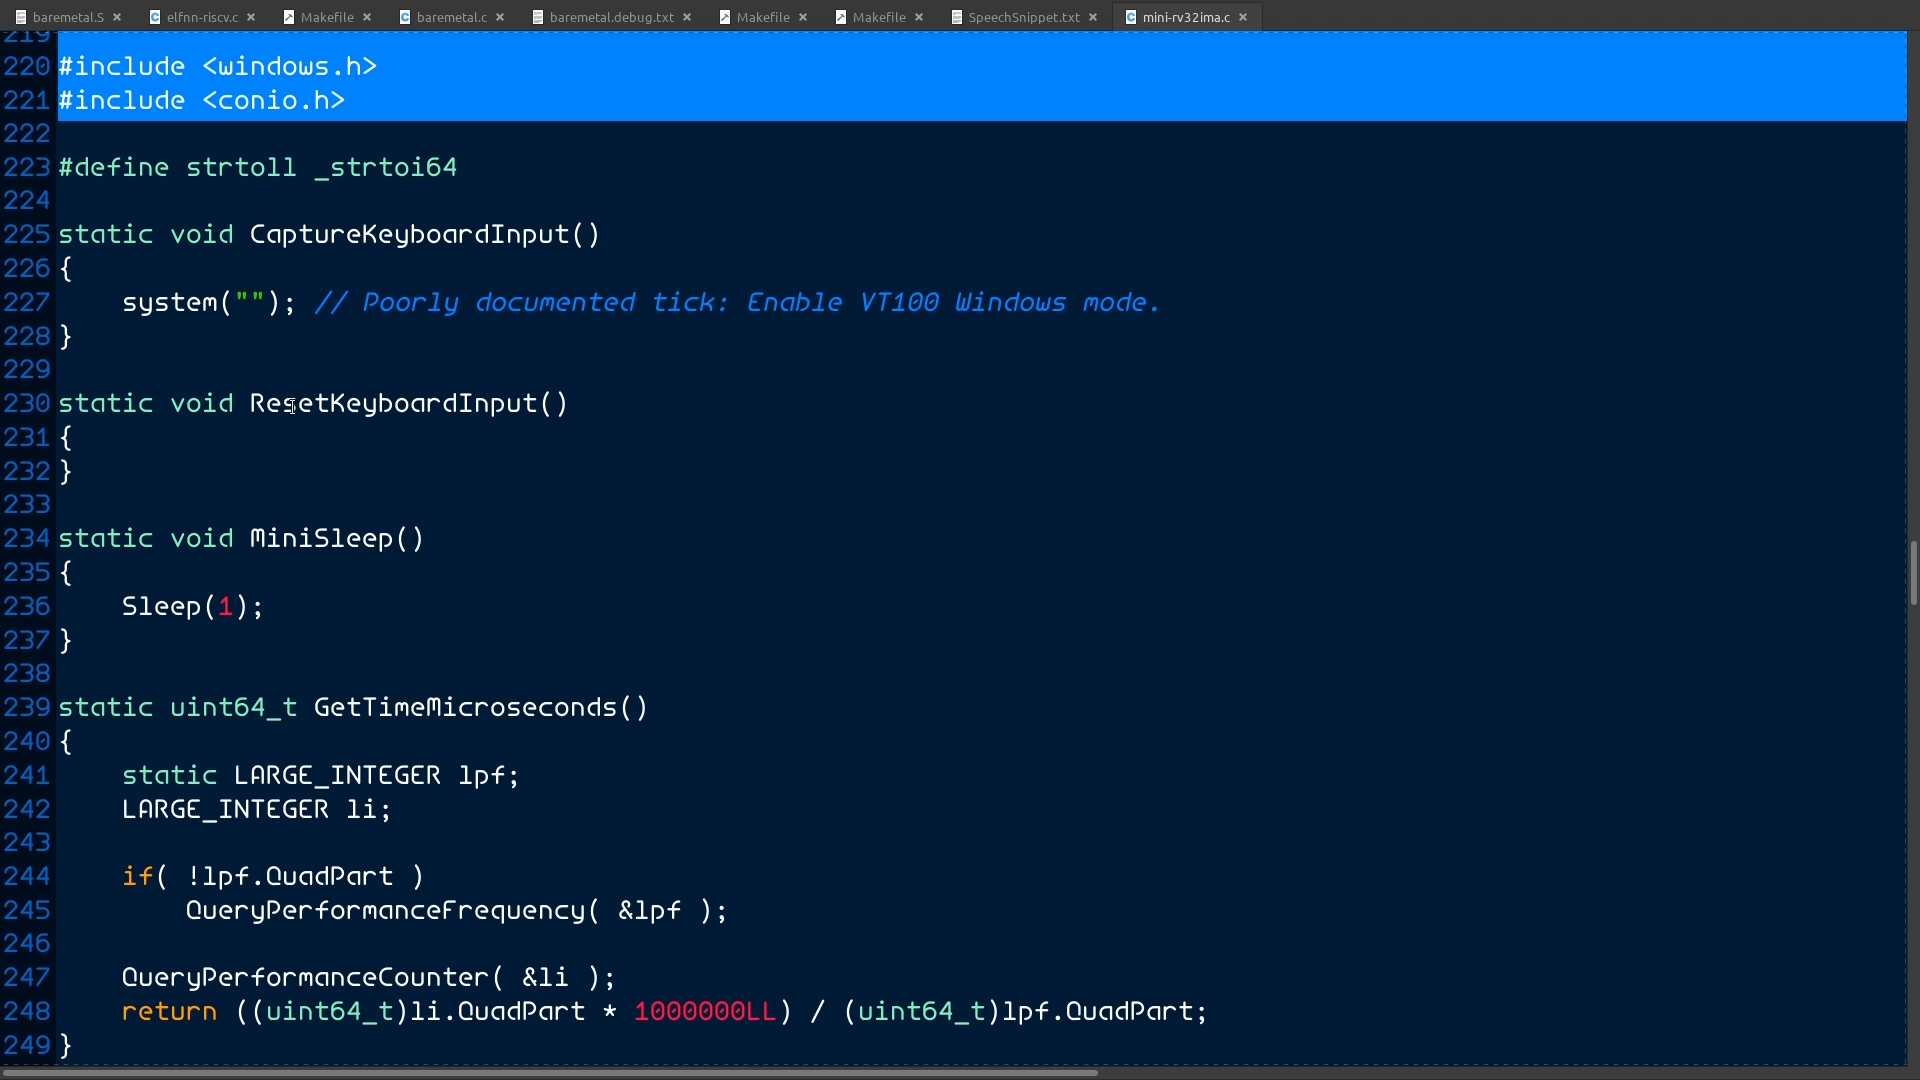 baremetal.S × elfnn-riscv.c × Makefile × baremetal.c × baremetal.debug.txt × Makefile × Makefile × SpeechSnippet.txt × mini-rv32ima.c ×
219
220 #include <windows.h>
221 #include <conio.h>
222
223 #define strtoll _strtoi64
224
225 static void CaptureKeyboardInput()
226 {
227     system(""); // Poorly documented tick: Enable VT100 Windows mode.
228 }
229
230 static void ResetKeyboardInput()
231 {
232 }
233
234 static void MiniSleep()
235 {
236     Sleep(1);
237 }
238
239 static uint64_t GetTimeMicroseconds()
240 {
241     static LARGE_INTEGER lpf;
242     LARGE_INTEGER li;
243
244     if( !lpf.QuadPart )
245         QueryPerformanceFrequency( &lpf );
246
247     QueryPerformanceCounter( &li );
248     return ((uint64_t)li.QuadPart * 1000000LL) / (uint64_t)lpf.QuadPart;
249 }